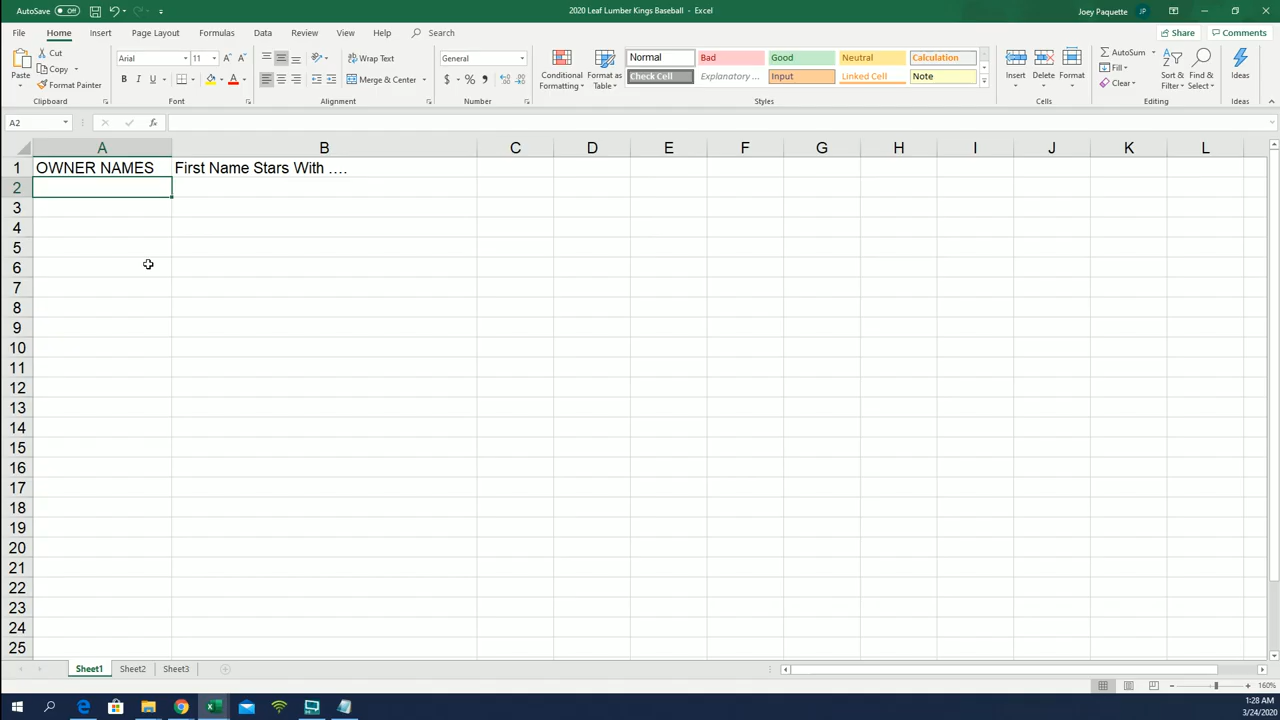 AutoSave Off 2020 Leaf Lumber Kings Baseball - Excel Joey Paquette JP
File Home Insert Page Layout Formulas Data Review View Help Search Share Comments
Paste Cut Copy Format Painter Clipboard
Arial 11 B I U A Font
Wrap Text Merge & Center Alignment
General $ % Number
Conditional Formatting Format as Table
Normal Bad Good Neutral Calculation
Check Cell Explanatory ... Input Linked Cell Note
Styles
Insert Delete Format Cells
AutoSum Fill Clear Sort & Filter Find & Select Editing
Ideas Ideas
A2 fx
A B C D E F G H I J K L
1 OWNER NAMES First Name Stars With ....
2
3
4
5
6
7
8
9
10
11
12
13
14
15
16
17
18
19
20
21
22
23
24
25
Sheet1 Sheet2 Sheet3
160%
1:28 AM
3/24/2020